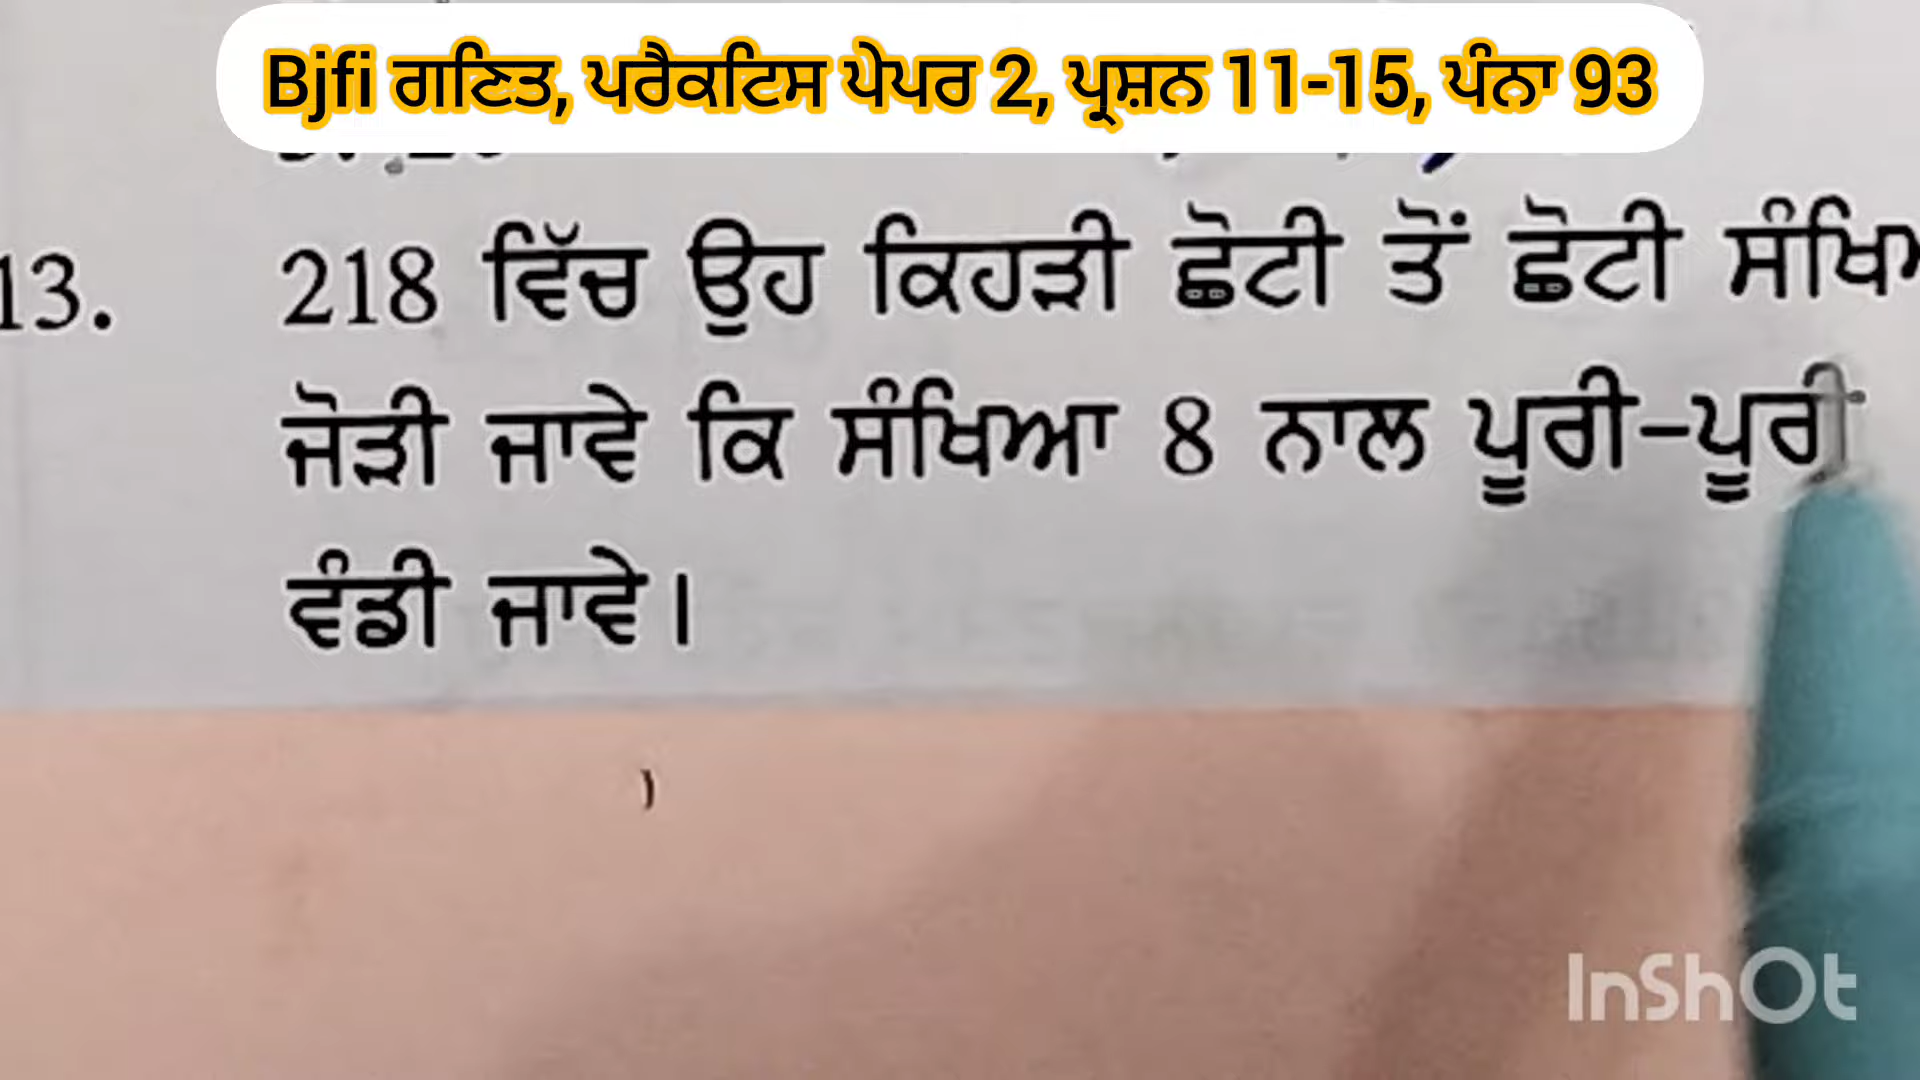 Bjfi ਗਣਿਤ, ਪਰੈਕਟਿਸ ਪੇਪਰ 2, ਪ੍ਰਸ਼ਨ 11-15, ਪੰਨਾ 93
13. 218 ਵਿੱਚ ਉਹ ਕਿਹੜੀ ਛੋਟੀ ਤੋਂ ਛੋਟੀ
ਜੋੜੀ ਜਾਵੇ ਕਿ ਸੰਖਿਆ 8 ਨਾਲ ਪੂਰੀ-ਪੂਰੀ
ਵੰਡੀ ਜਾਵੇ।
InShOt